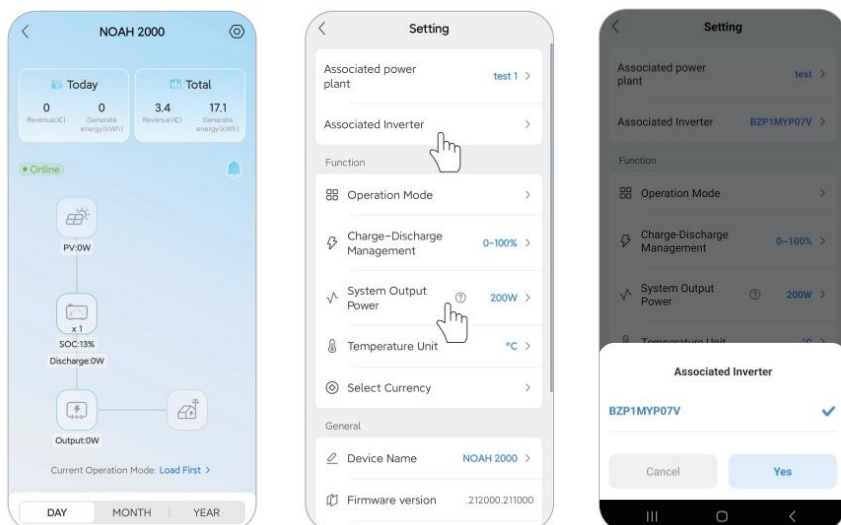 NOAH 2000
Today
Total
0
0
3.4
17.1
Revenue(€)
Generate
energy(kWh)
Revenue(€)
Generate
energy(kWh)
Online
PV:0W
x 1
SOC:13%
Discharge:0W
Output:0W
Current Operation Mode: Load First >
DAY
MONTH
YEAR
Setting
Associated power
plant
test 1 >
Associated Inverter >
Function
Operation Mode >
Charge-Discharge
Management
0~100% >
System Output
Power
? 200W >
Temperature Unit °C >
Select Currency >
General
Device Name NOAH 2000 >
Firmware version .212000.211000
Setting
Associated power
plant
test >
Associated Inverter BZP1MYP07V >
Function
Operation Mode >
Charge-Discharge
Management
0~100% >
System Output
Power
? 200W >
Temperature Unit °C >
Associated Inverter
BZP1MYP07V
Cancel
Yes